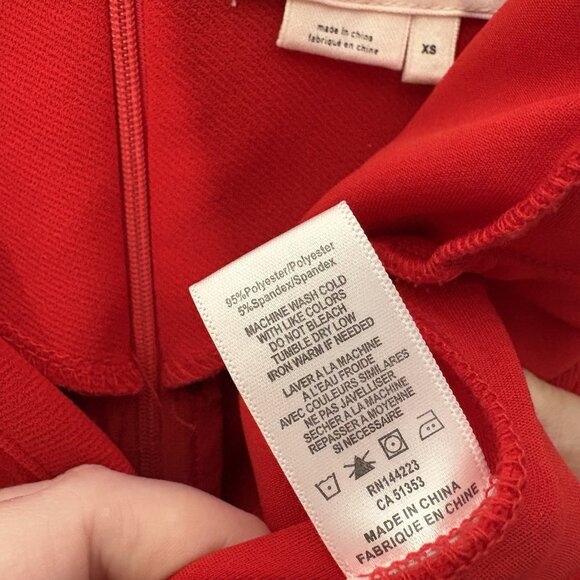 made in china
fabriqué en chine
XS
95%Polyester/Polyester
5%Spandex/Spandex
MACHINE WASH COLD
WITH LIKE COLORS
DO NOT BLEACH
TUMBLE DRY LOW
IRON WARM IF NEEDED
LAVER A LA MACHINE
A L'EAU FROIDE
AVEC COULEURS SIMILAIRES
NE PAS JAVELLISER
SECHER A LA MACHINE
REPASSER A MOYENNE
SI NECESSAIRE
RN144223
CA 51353
MADE IN CHINA
FABRIQUE EN CHINE